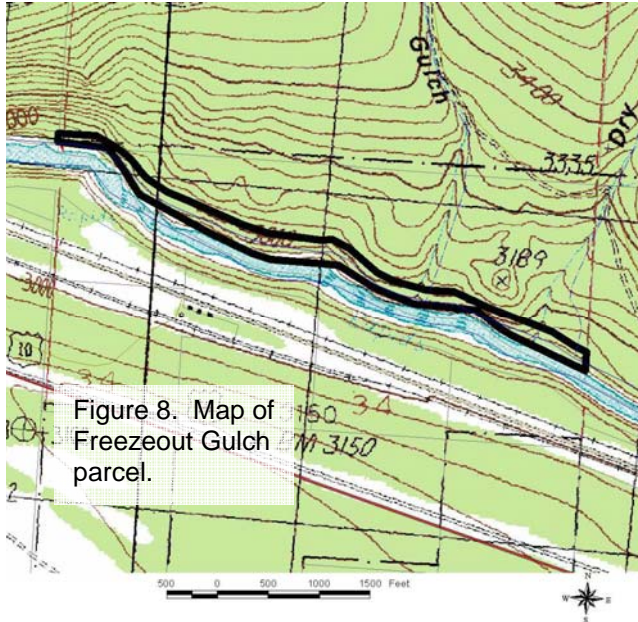 Gulch
3400
Dry
000
3335
3189
3000
10
34
Figure 8. Map of
Freezeout Gulch
parcel.
3150
M 3150
2
500 0 500 1000 1500 Feet
N
W E
S